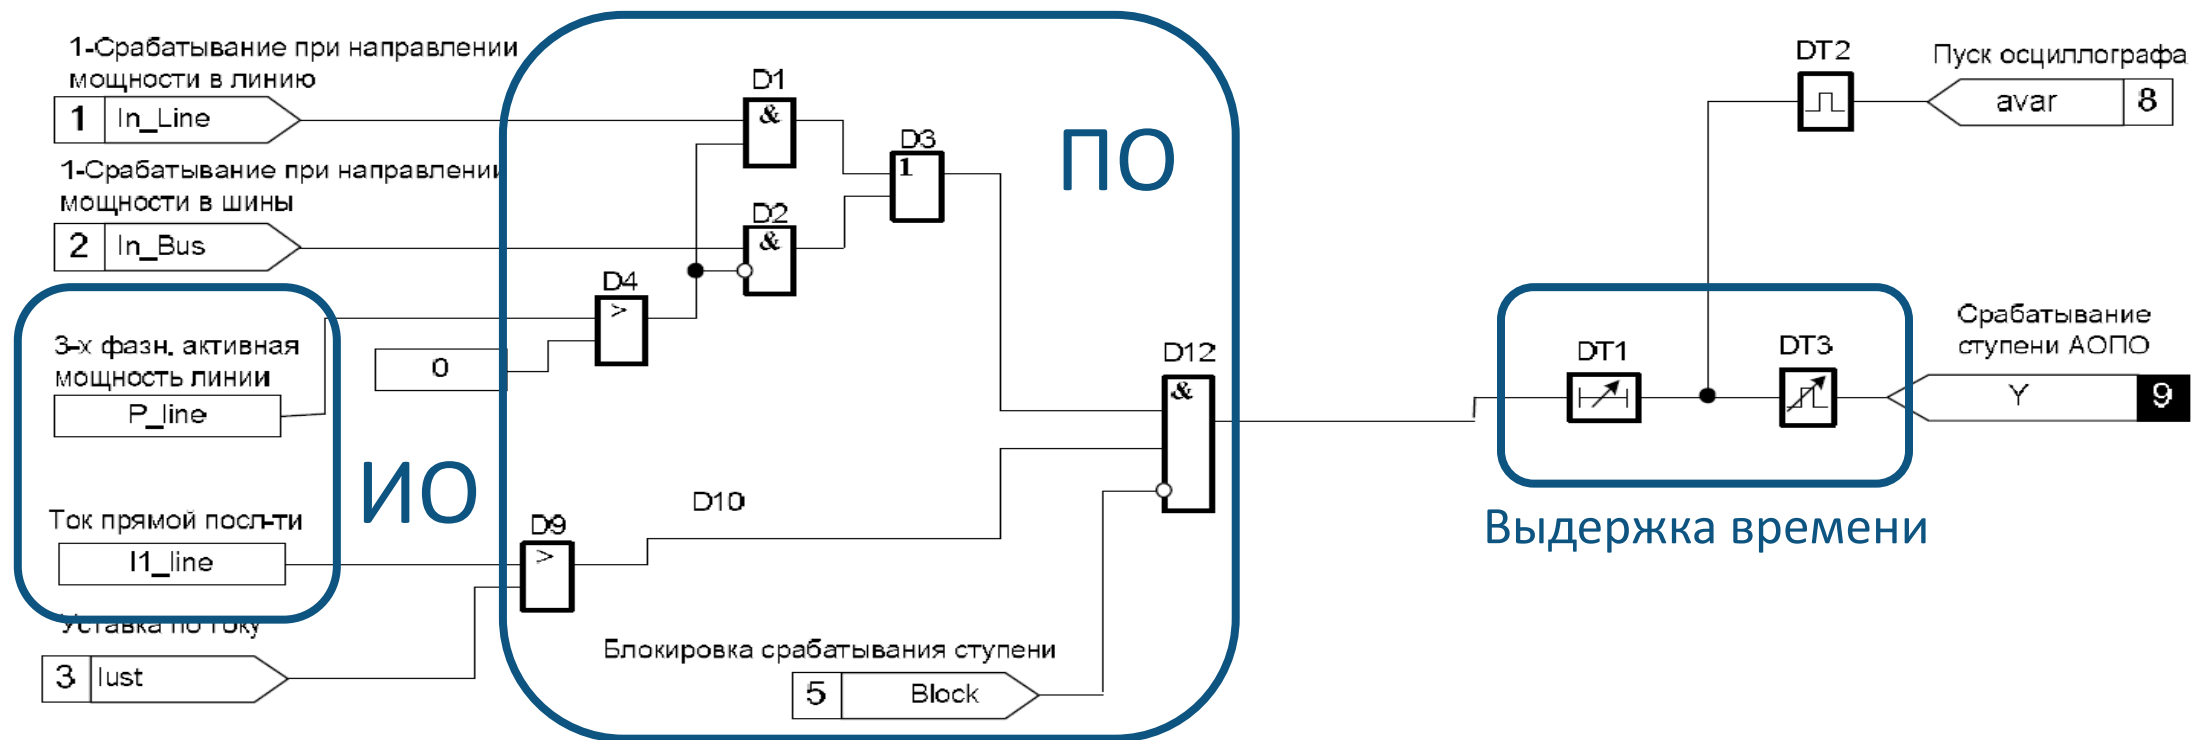 1-Срабатывание при направлении
мощности в линию
1 In_Line
1-Срабатывание при направлении
мощности в шины
2 In_Bus
3-х фазн. активная
мощность линии
P_line
0
Ток прямой посл-ти
I1_line
Уставка по току
3 Iust
ИО
D1
&
D2
&
D3
1
D4
>
D9
>
D10
ПО
D12
&
Блокировка срабатывания ступени
5 Block
DT1
DT2
DT3
Выдержка времени
Пуск осциллографа
avar 8
Срабатывание
ступени АОПО
Y 9